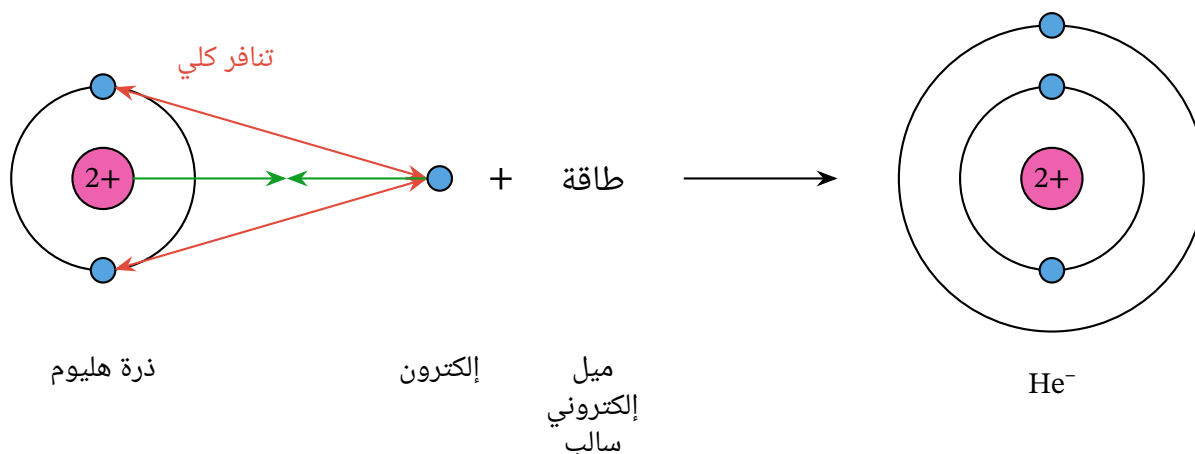 تنافر كلي
2+
+
طاقة
2+
ذرة هليوم
إلكترون
ميل
إلكتروني
سالب
He⁻